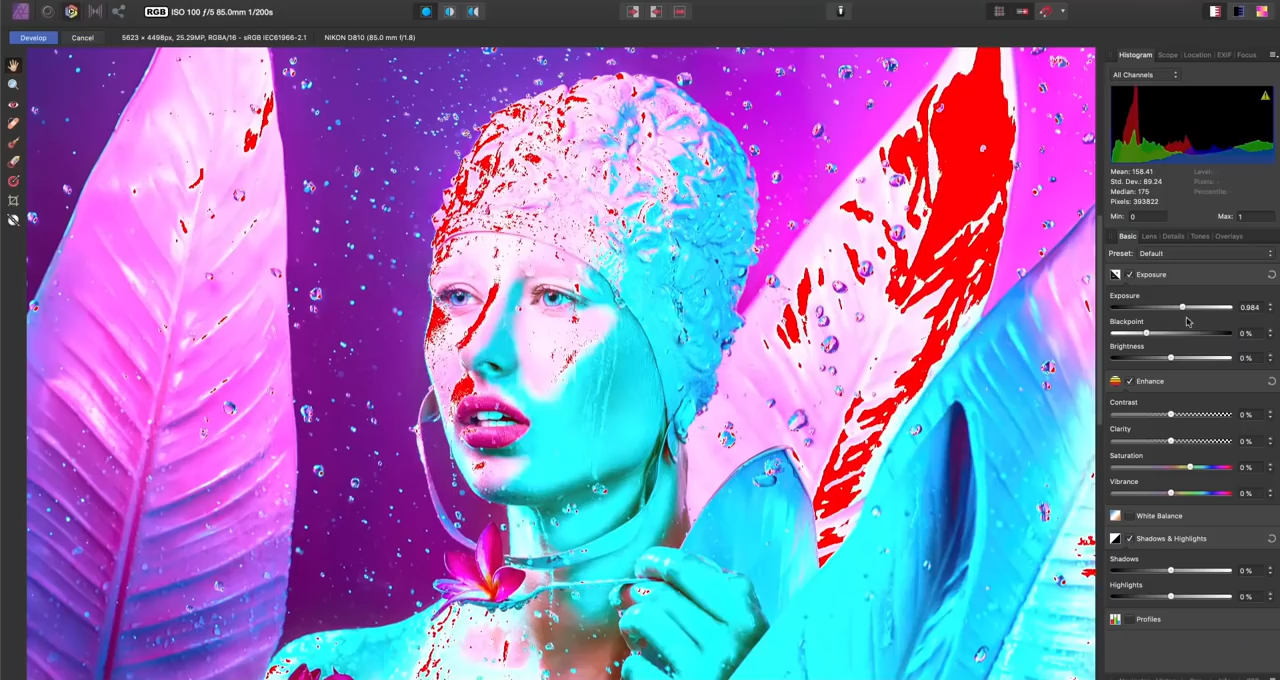 RGB ISO 100 ƒ/5 85.0mm 1/200s
Develop Cancel 5623 × 4498px, 25.29MP, RGBA/16 - sRGB IEC61966-2.1 NIKON D810 (85.0 mm f/1.8)
Histogram Scope Location EXIF Focus
All Channels
Mean: 158.41 Level: -
Std. Dev.: 89.24 Pixels: -
Median: 175 Percentile: -
Pixels: 393822
Min: 0 Max: 1
Basic Lens Details Tones Overlays
Preset: Default
Exposure
Exposure
0.984
Blackpoint
0 %
Brightness
0 %
Enhance
Contrast
0 %
Clarity
0 %
Saturation
0 %
Vibrance
0 %
White Balance
Shadows & Highlights
Shadows
0 %
Highlights
0 %
Profiles